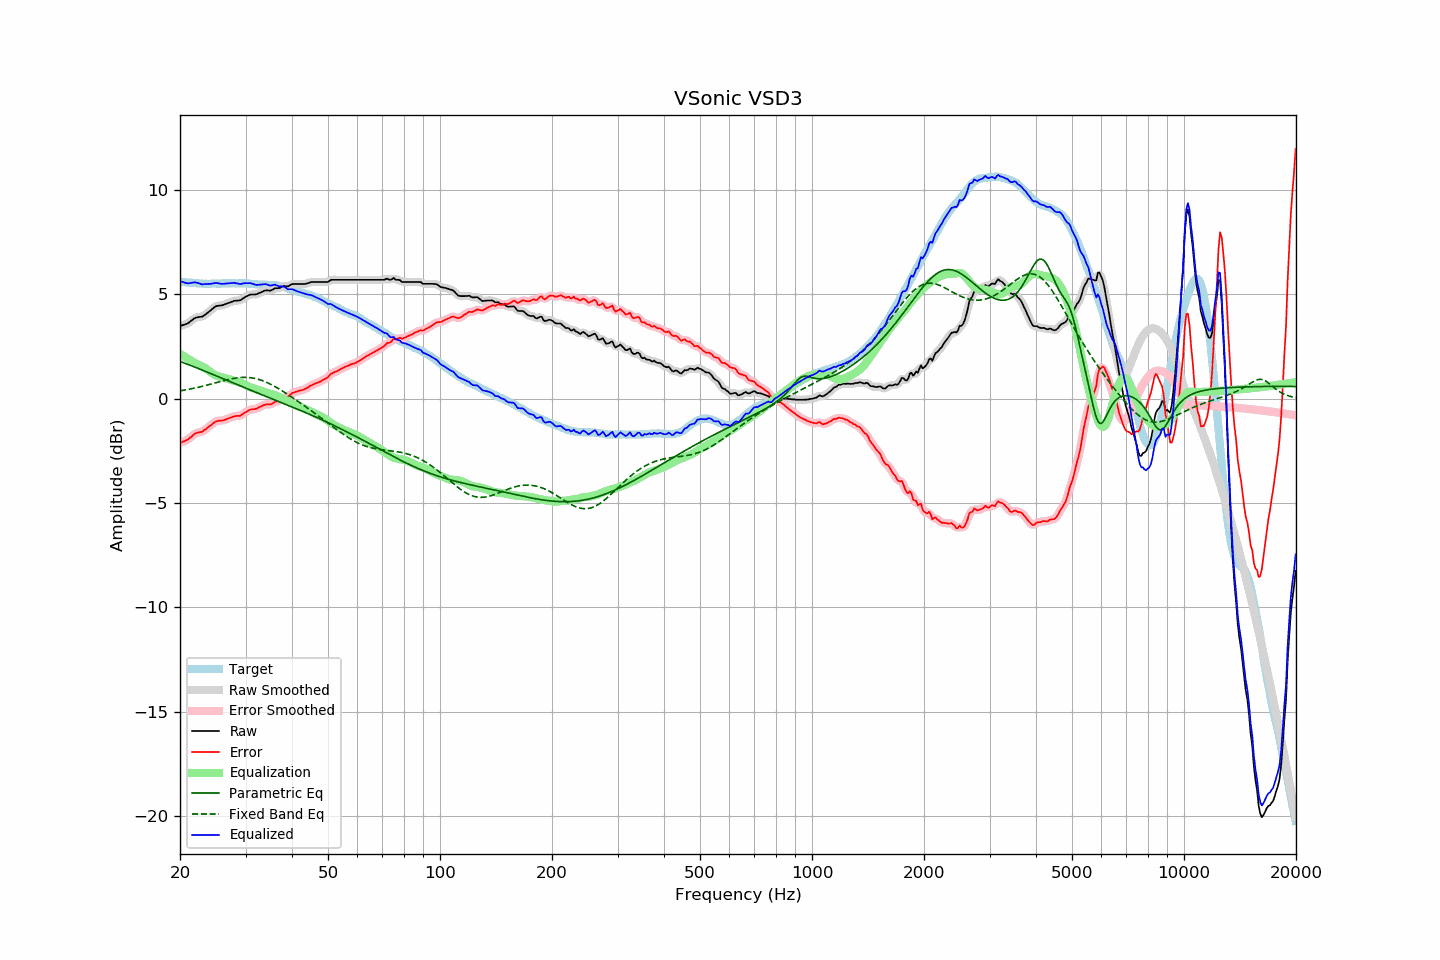 VSonic VSD3
Amplitude (dBr)
10
5
0
−5
−10
−15
−20
Target
Raw Smoothed
Error Smoothed
Raw
Error
Equalization
Parametric Eq
Fixed Band Eq
Equalized
20 50 100 200 500 1000 2000 5000 10000 20000
Frequency (Hz)